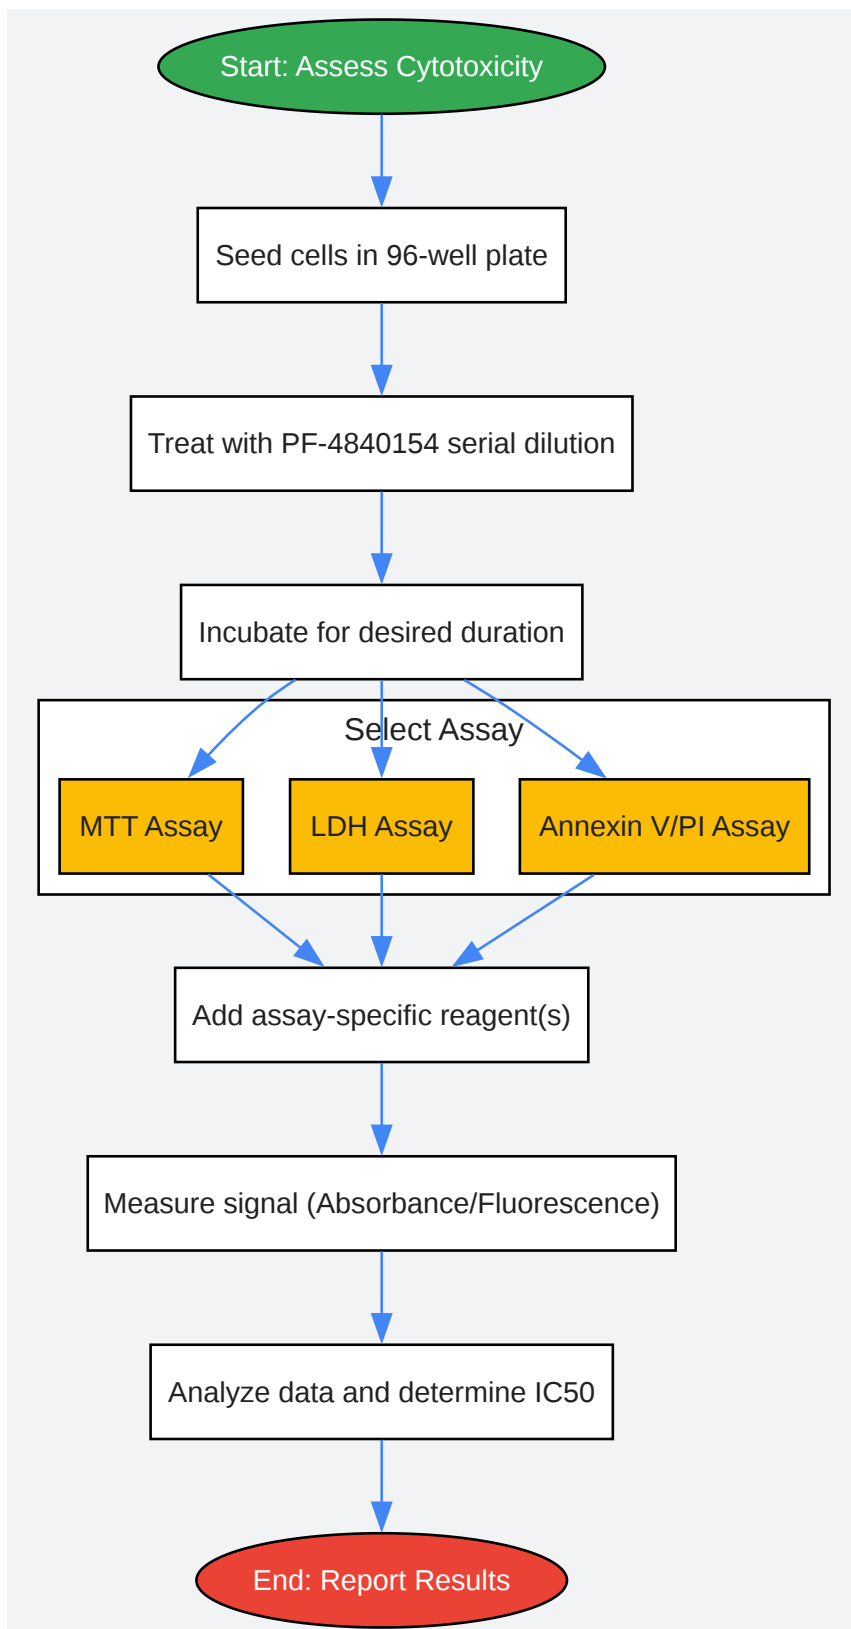 Start: Assess Cytotoxicity
Seed cells in 96-well plate
Treat with PF-4840154 serial dilution
Incubate for desired duration
Select Assay
MTT Assay
LDH Assay
Annexin V/PI Assay
Add assay-specific reagent(s)
Measure signal (Absorbance/Fluorescence)
Analyze data and determine IC50
End: Report Results